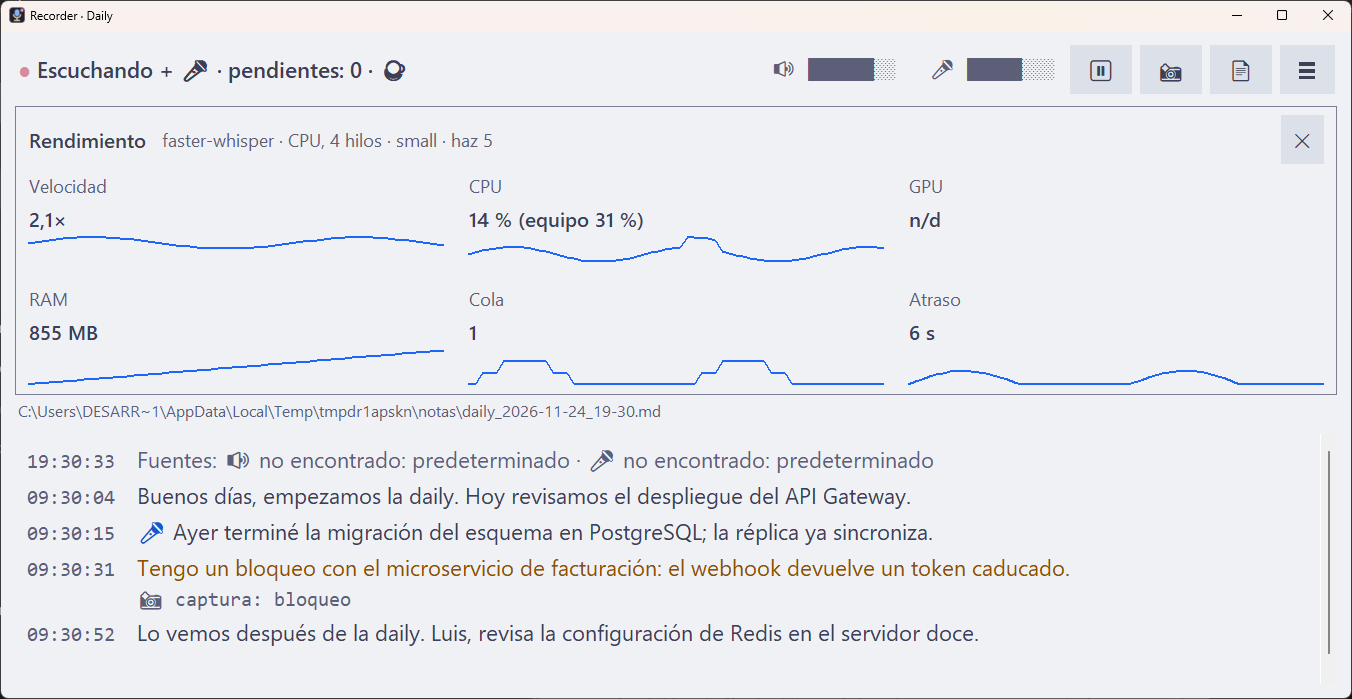 Recorder · Daily
Escuchando + 🎤 · pendientes: 0 ·
Rendimiento faster-whisper · CPU, 4 hilos · small · haz 5
Velocidad CPU GPU
2,1× 14 % (equipo 31 %) n/d
RAM Cola Atraso
855 MB 1 6 s
C:\Users\DESARR~1\AppData\Local\Temp\tmpdr1apskn\notas\daily_2026-11-24_19-30.md
19:30:33 Fuentes: 🔊 no encontrado: predeterminado · 🎤 no encontrado: predeterminado
09:30:04 Buenos días, empezamos la daily. Hoy revisamos el despliegue del API Gateway.
09:30:15 🎤 Ayer terminé la migración del esquema en PostgreSQL; la réplica ya sincroniza.
09:30:31 Tengo un bloqueo con el microservicio de facturación: el webhook devuelve un token caducado.
📷 captura: bloqueo
09:30:52 Lo vemos después de la daily. Luis, revisa la configuración de Redis en el servidor doce.